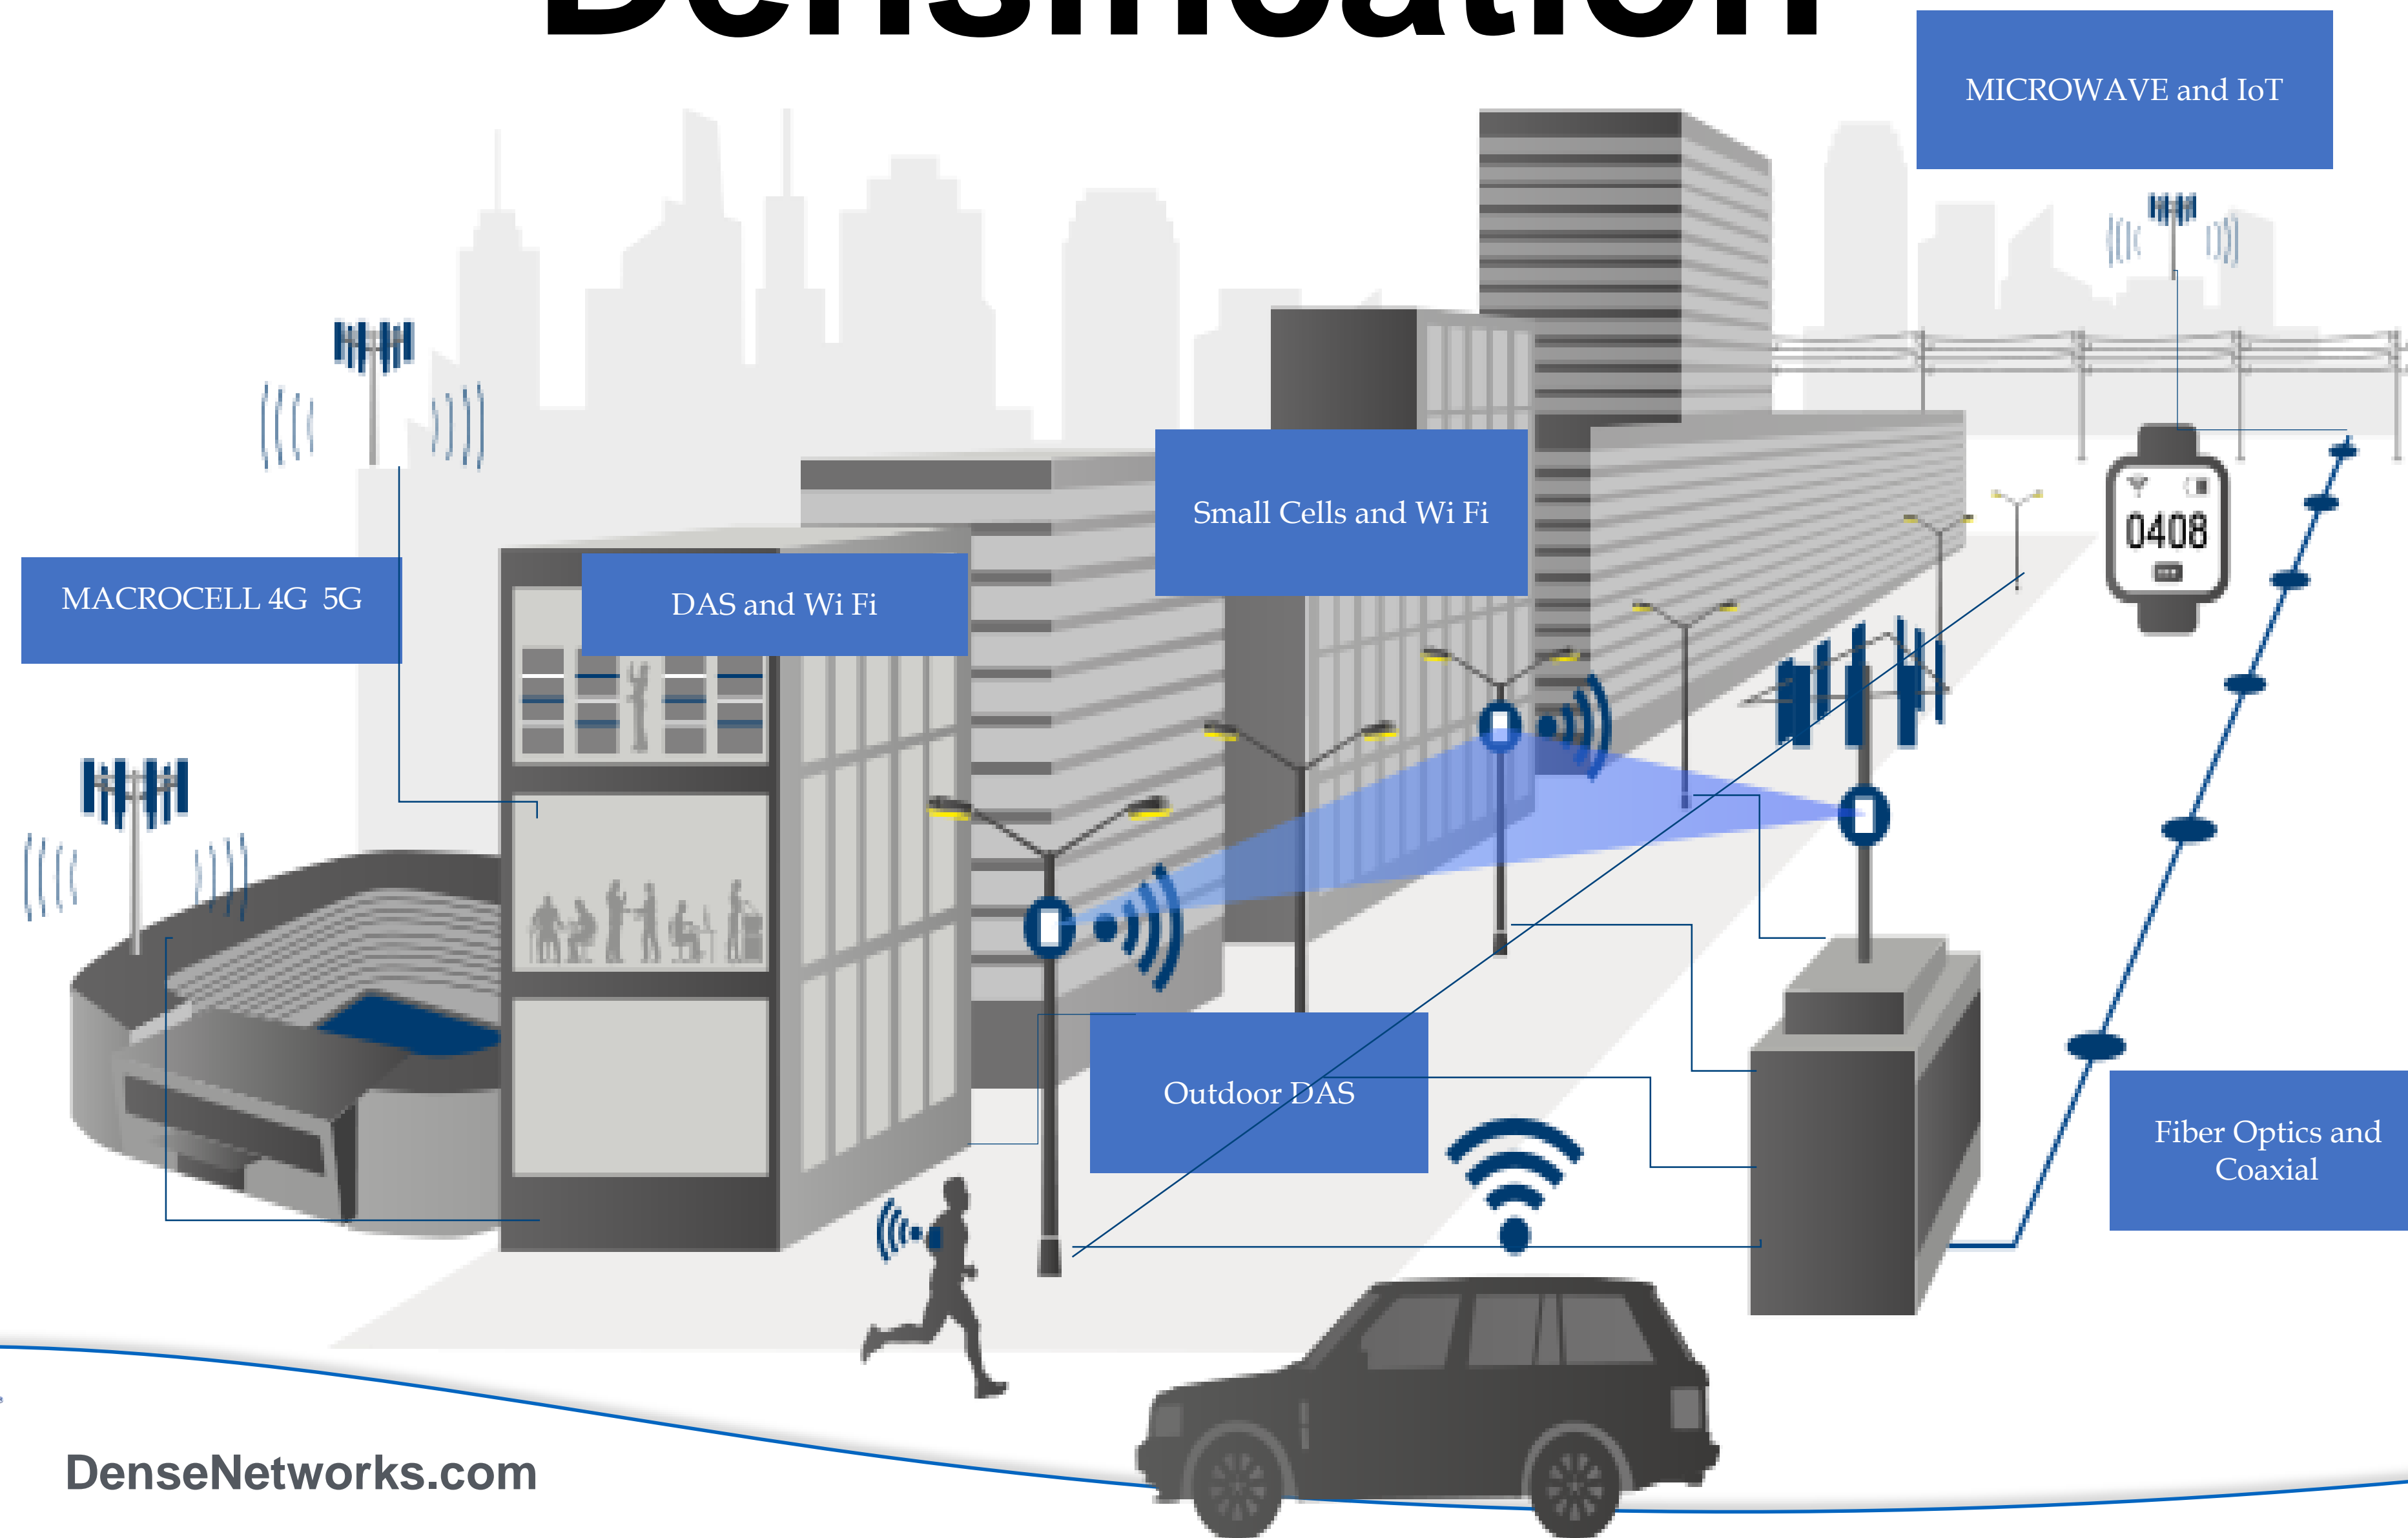 Densification
MICROWAVE and IoT
Small Cells and Wi Fi
MACROCELL 4G 5G
DAS and Wi Fi
0408
Outdoor DAS
Fiber Optics and
Coaxial
DenseNetworks.com